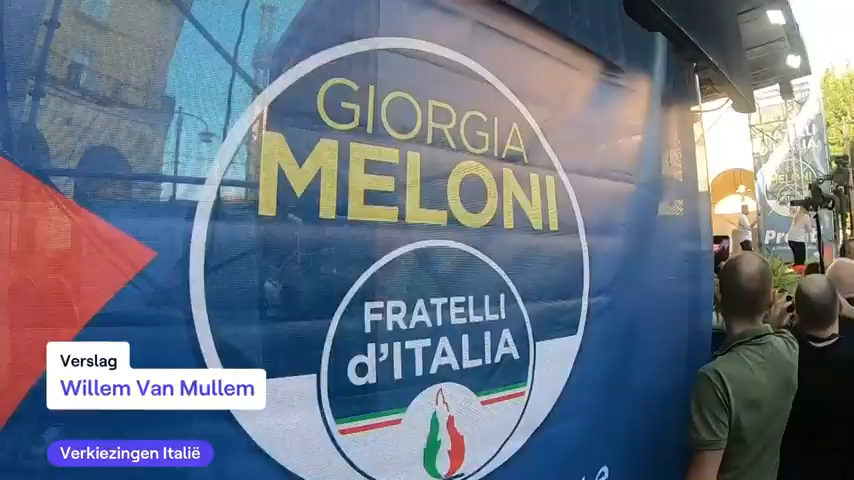 GIORGIA
MELONI
FRATELLI
d'ITALIA
Verslag
Willem Van Mullem
Verkiezingen Italië